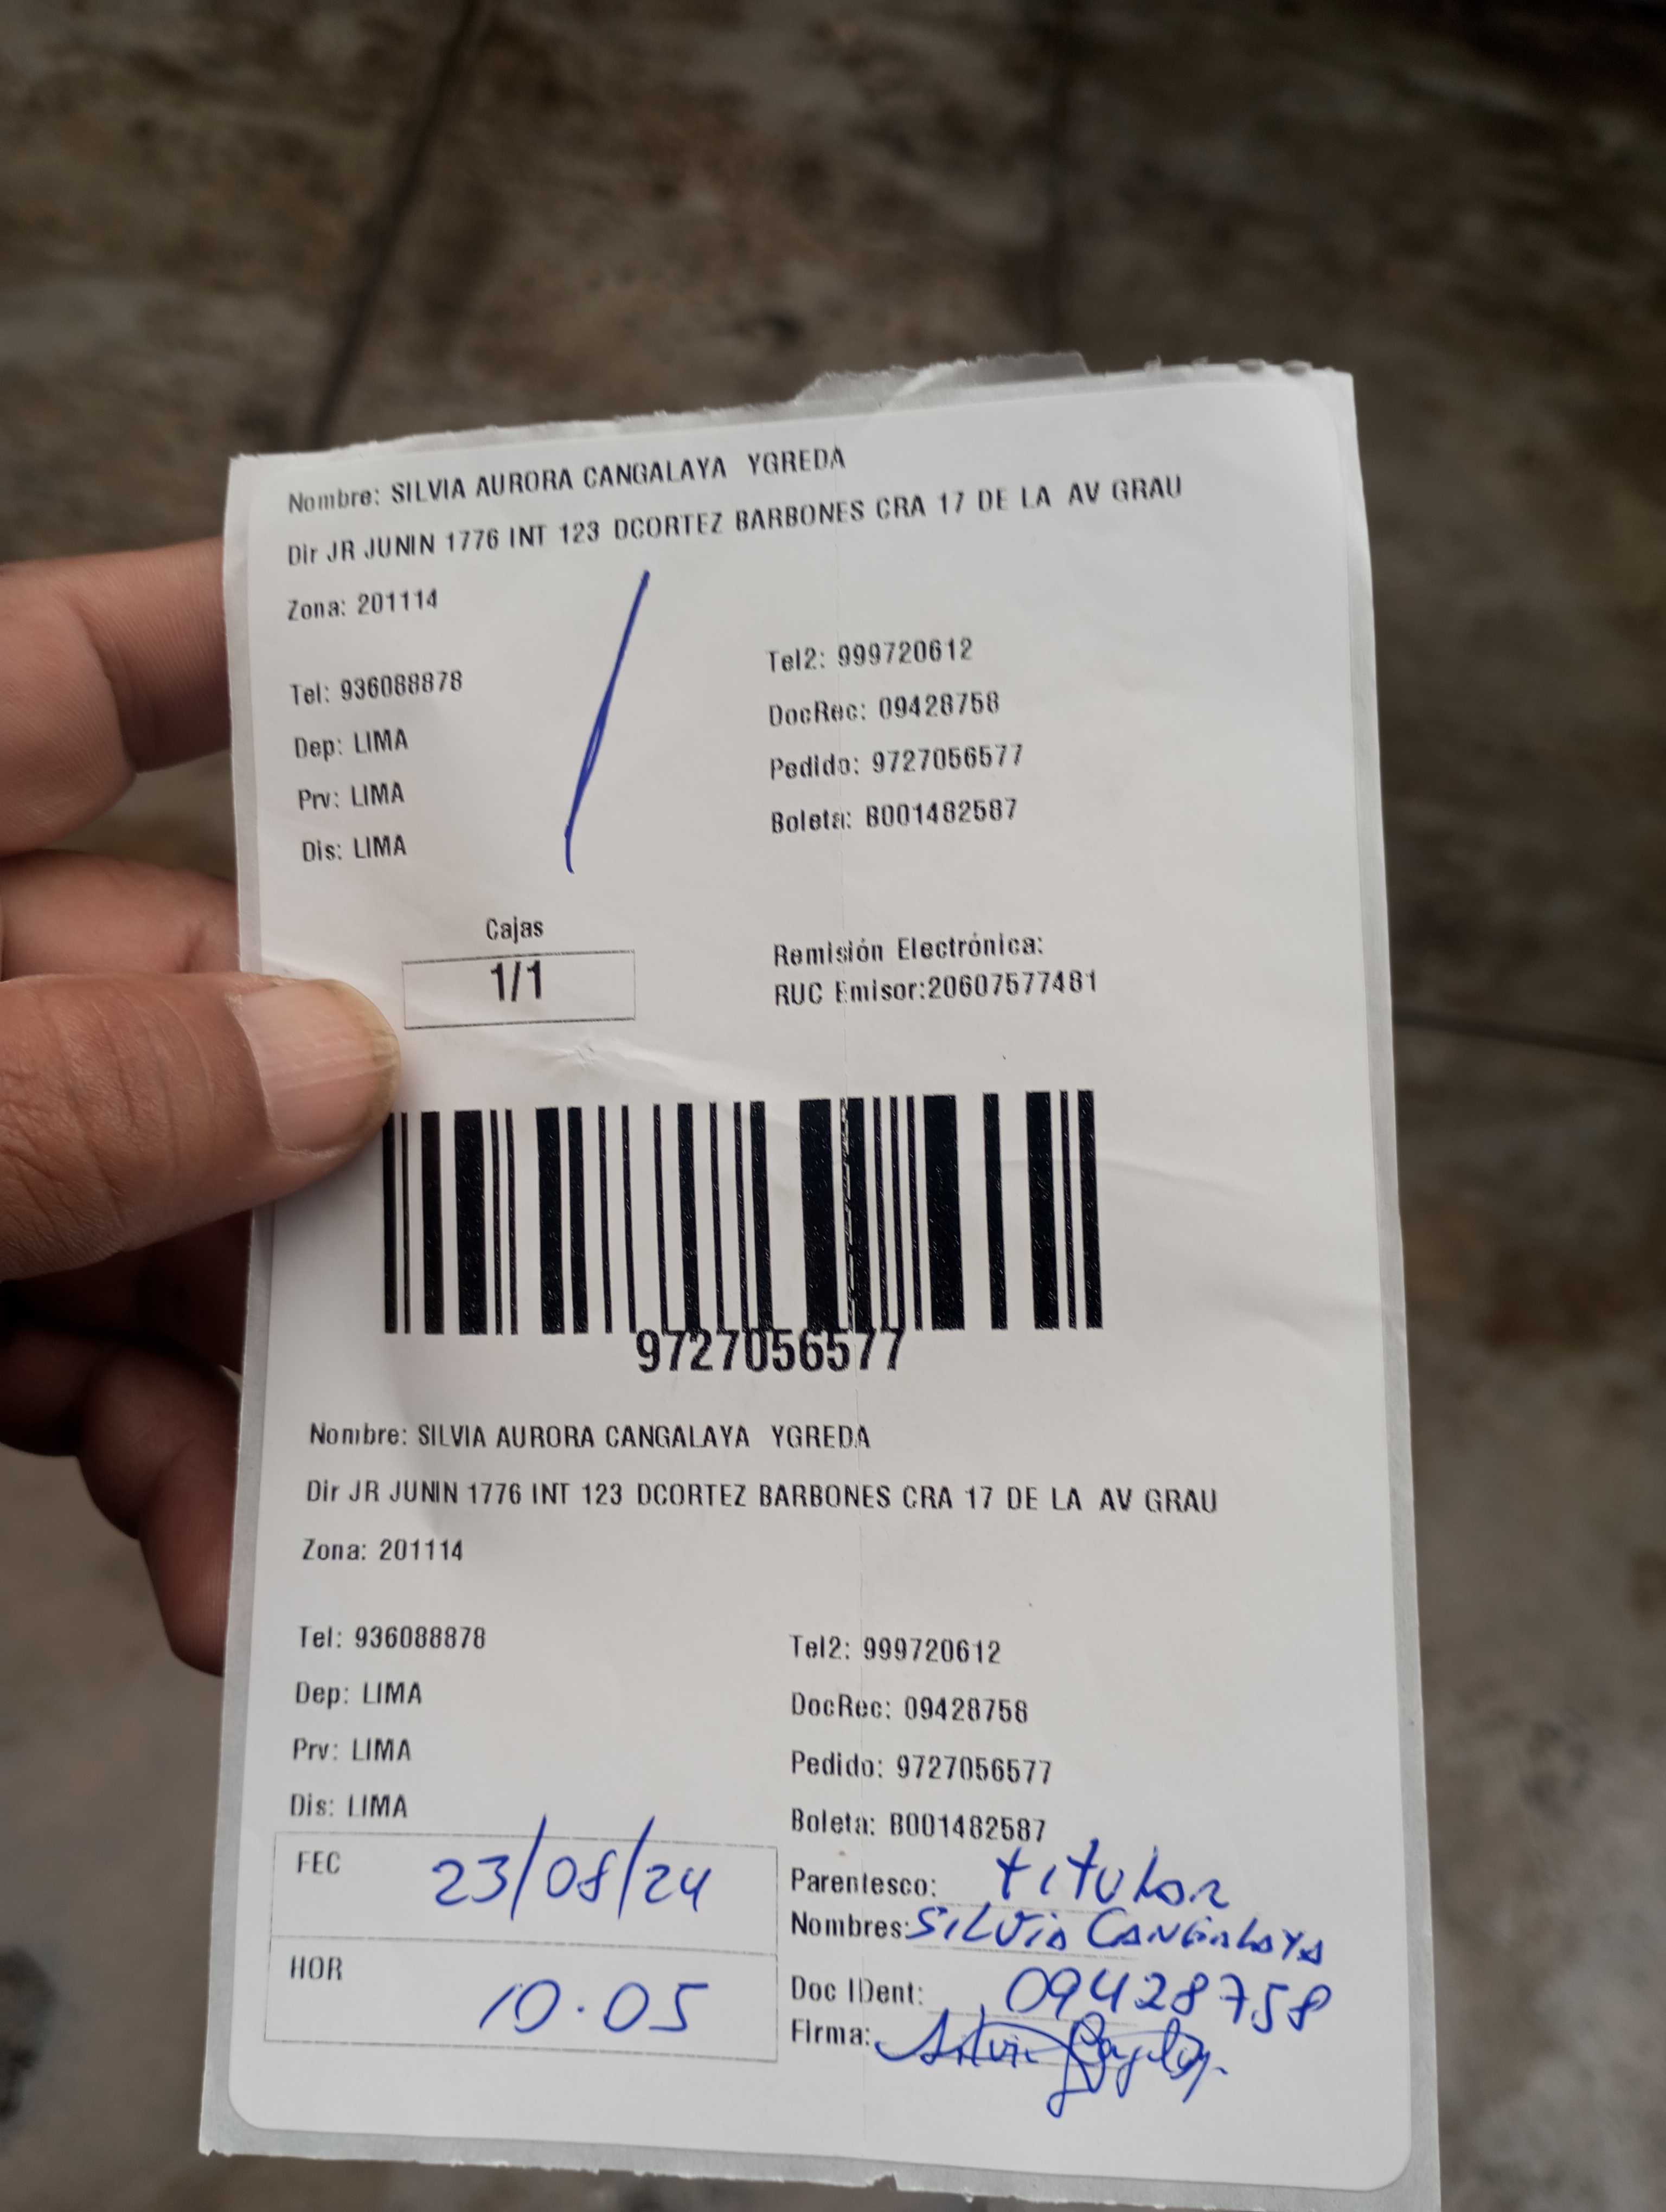 Nombre: SILVIA AURORA CANGALAYA YGREDA
Dir JR JUNIN 1776 INT 123 DCORTEZ BARBONES CRA 17 DE LA AV GRAU
Zona: 201114
Tel: 936088878 Tel2: 999720612
Dep: LIMA DocRec: 09428758
Prv: LIMA Pedido: 9727056577
Dis: LIMA Boleta: B001482587
Cajas
1/1
Remisión Electrónica:
RUC Emisor:20607577481
9727056577
Nombre: SILVIA AURORA CANGALAYA YGREDA
Dir JR JUNIN 1776 INT 123 DCORTEZ BARBONES CRA 17 DE LA AV GRAU
Zona: 201114
Tel: 936088878 Tel2: 999720612
Dep: LIMA DocRec: 09428758
Prv: LIMA Pedido: 9727056577
Dis: LIMA Boleta: B001482587
FEC 23/08/24
HOR 10.05
Parentesco: titular
Nombres: Silvia Cangalaya
Doc IDent: 09428758
Firma: Silvia